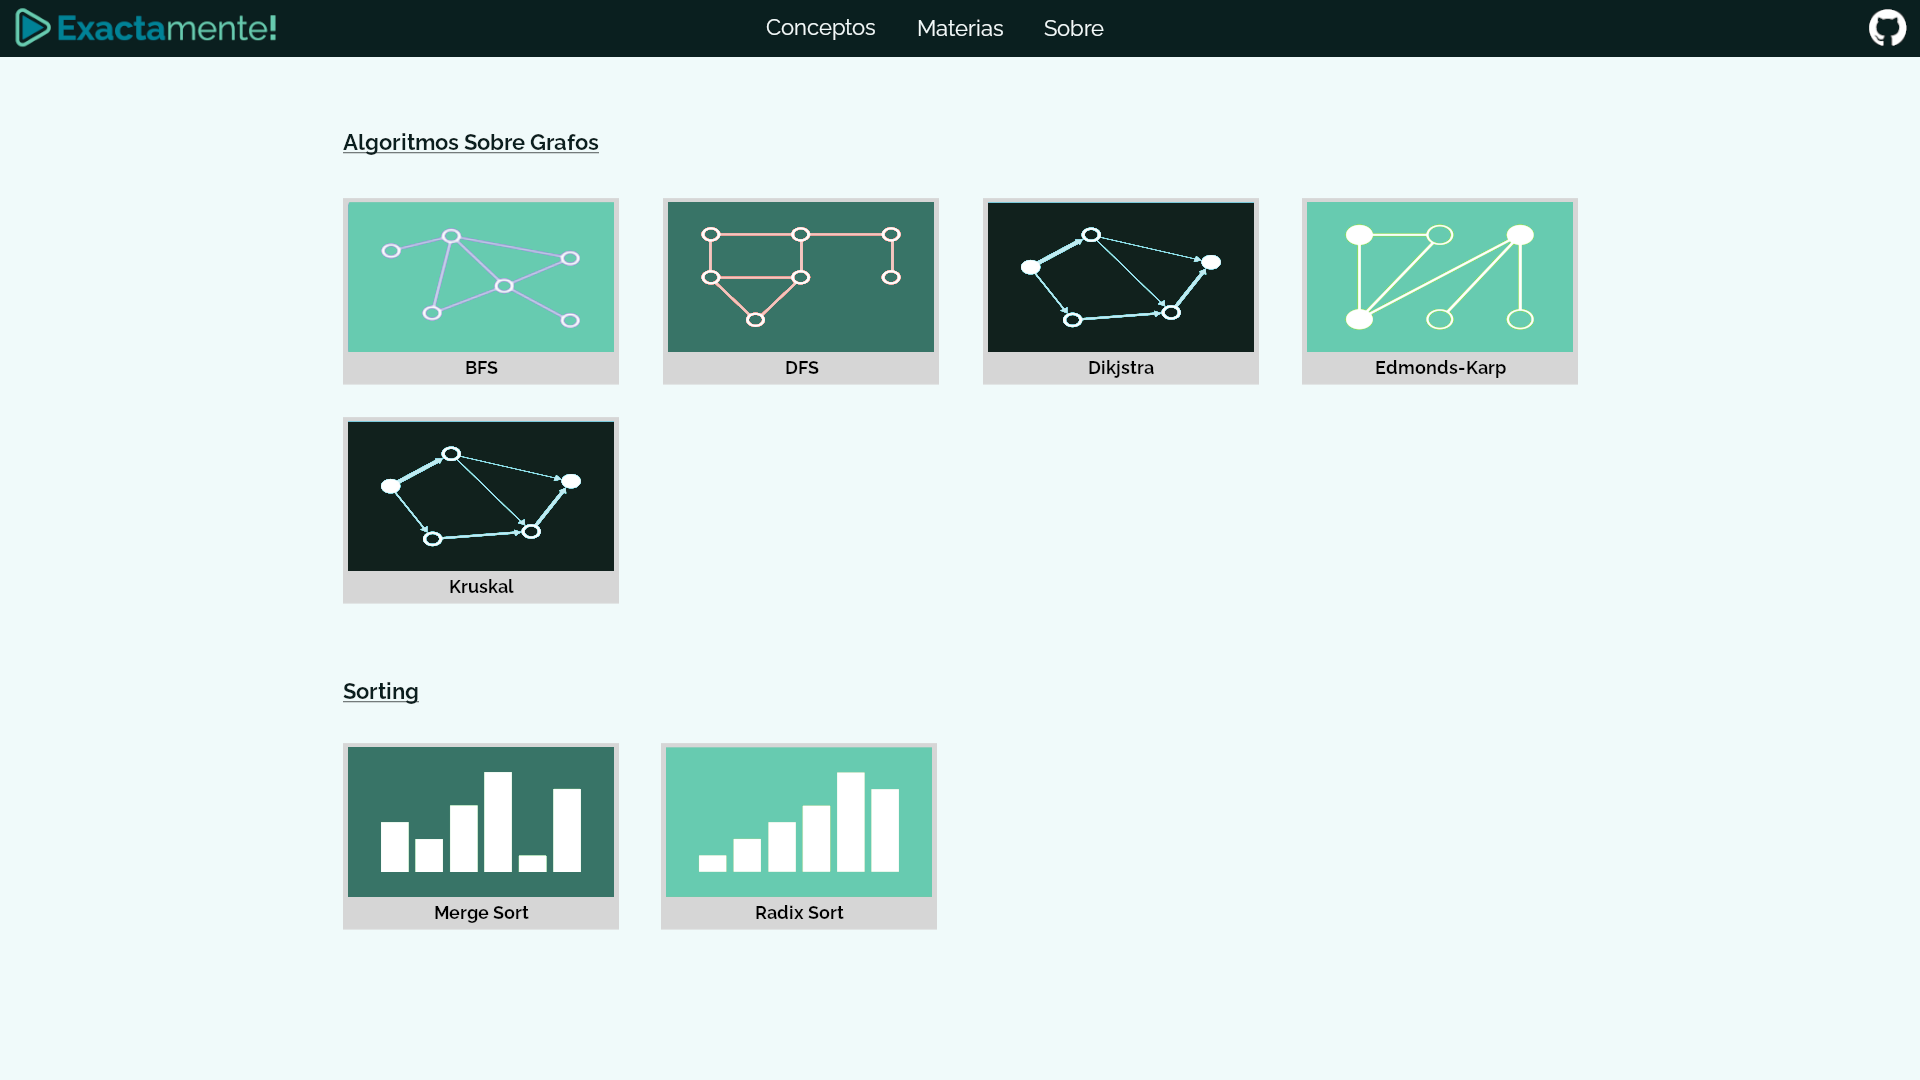 Exactamente!
Conceptos
Materias
Sobre
Algoritmos Sobre Grafos
BFS
DFS
Dikjstra
Edmonds-Karp
Kruskal
Sorting
Merge Sort
Radix Sort